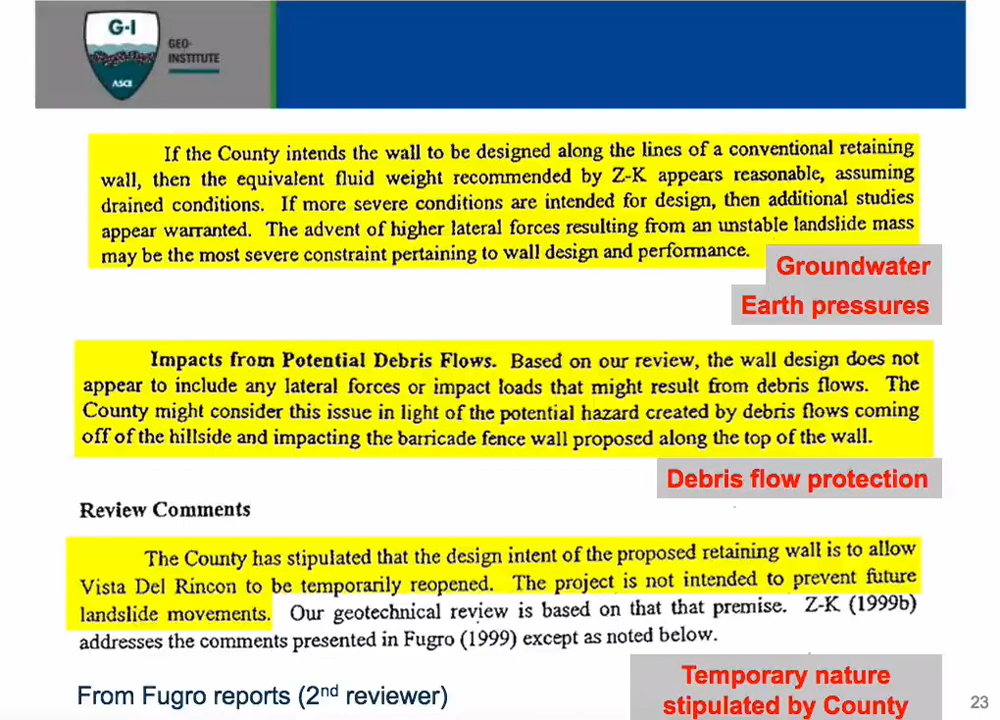 G-I
GEO-
INSTITUTE
ASCE
If the County intends the wall to be designed along the lines of a conventional retaining
wall, then the equivalent fluid weight recommended by Z-K appears reasonable, assuming
drained conditions. If more severe conditions are intended for design, then additional studies
appear warranted. The advent of higher lateral forces resulting from an unstable landslide mass
may be the most severe constraint pertaining to wall design and performance.
Groundwater
Earth pressures
Impacts from Potential Debris Flows. Based on our review, the wall design does not
appear to include any lateral forces or impact loads that might result from debris flows. The
County might consider this issue in light of the potential hazard created by debris flows coming
off of the hillside and impacting the barricade fence wall proposed along the top of the wall.
Debris flow protection
Review Comments
The County has stipulated that the design intent of the proposed retaining wall is to allow
Vista Del Rincon to be temporarily reopened. The project is not intended to prevent future
landslide movements. Our geotechnical review is based on that that premise. Z-K (1999b)
addresses the comments presented in Fugro (1999) except as noted below.
Temporary nature
stipulated by County
From Fugro reports (2nd reviewer)
23